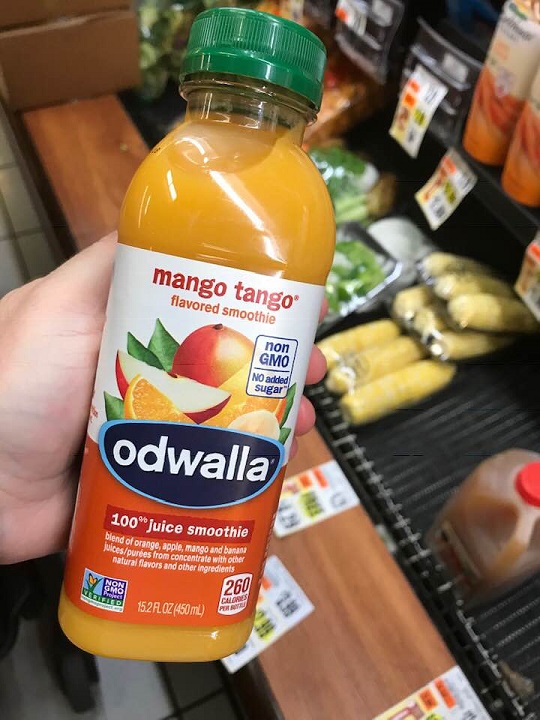 mango tango®
flavored smoothie
non
GMO
NO added
sugar
odwalla
100% juice smoothie
blend of orange, apple, mango and banana
juices/purées from concentrate with other
natural flavors and other ingredients
NON
GMO
Project
VERIFIED
15.2 FL OZ (450 mL)
260
CALORIES
PER BOTTLE
FREE